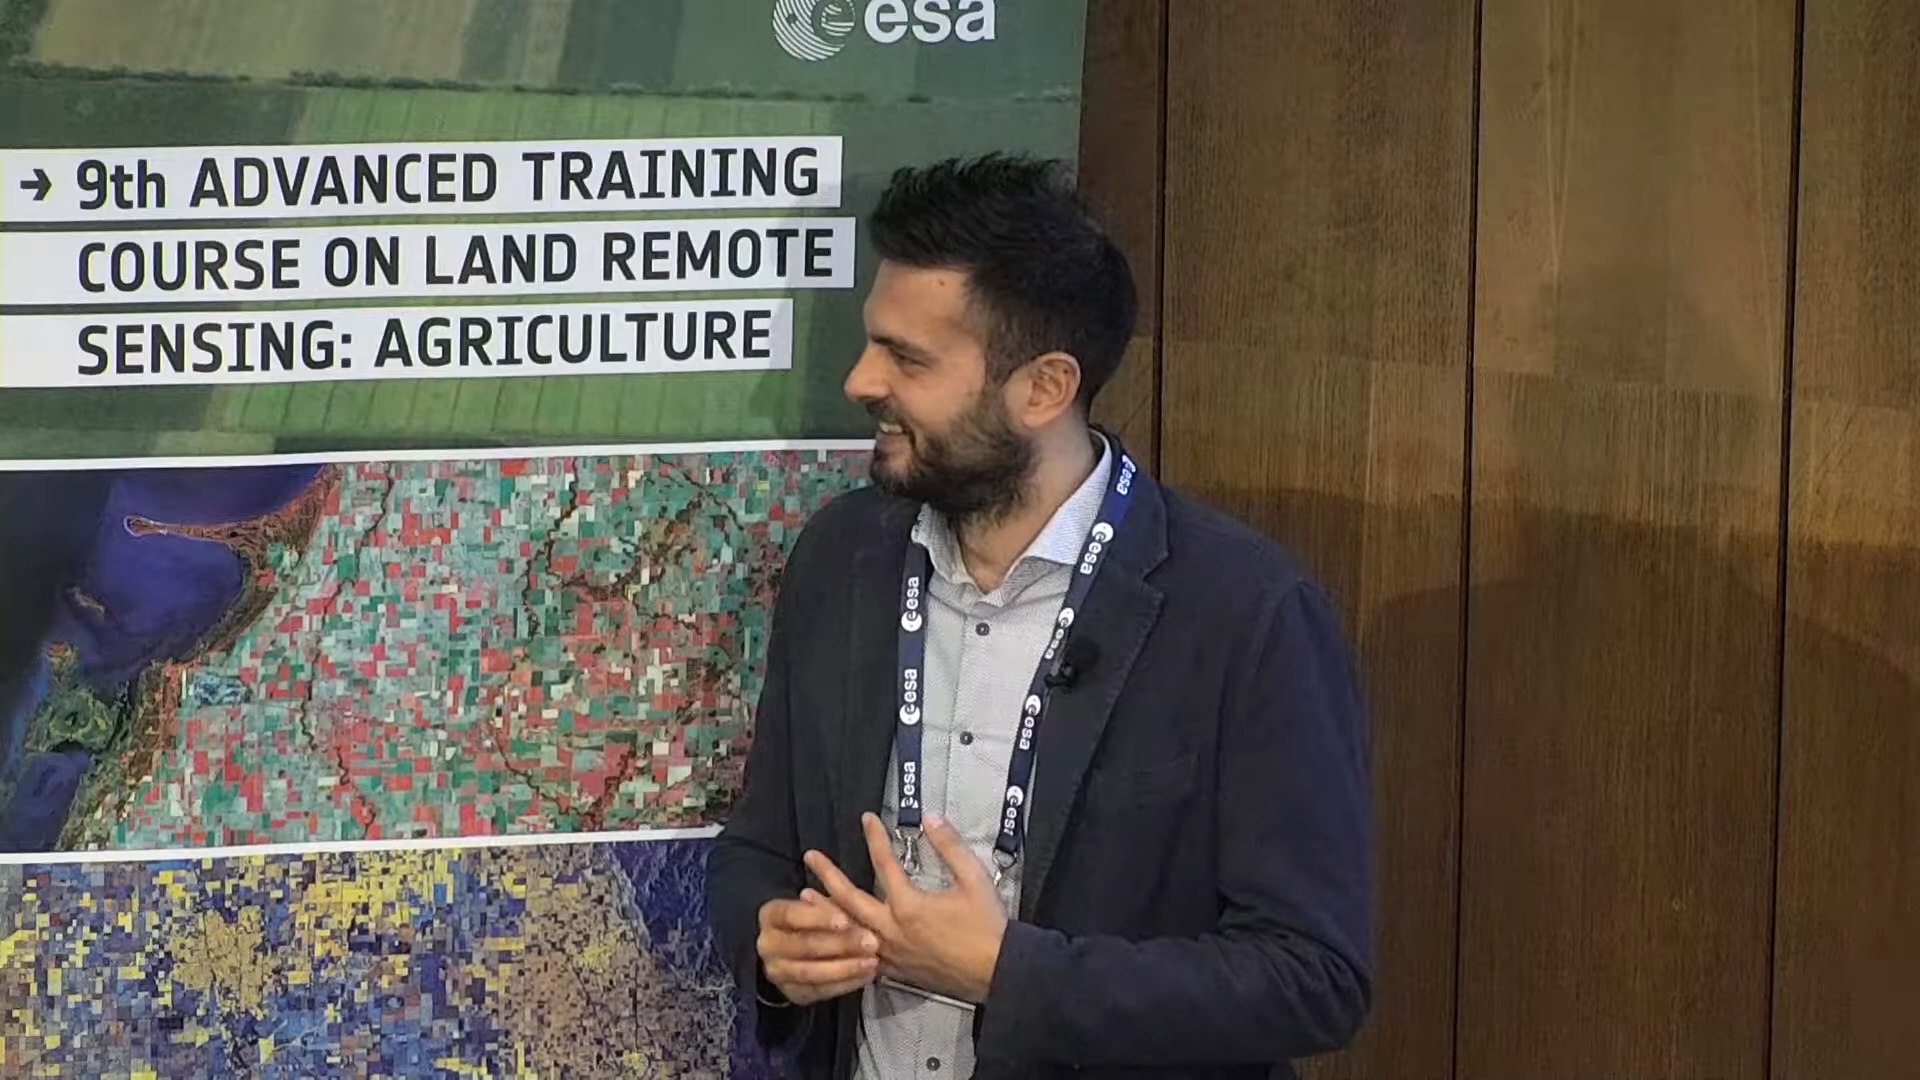 esa
→ 9th ADVANCED TRAINING
COURSE ON LAND REMOTE
SENSING: AGRICULTURE
esa
esa
esa
esa
esa
esa
esa
esa